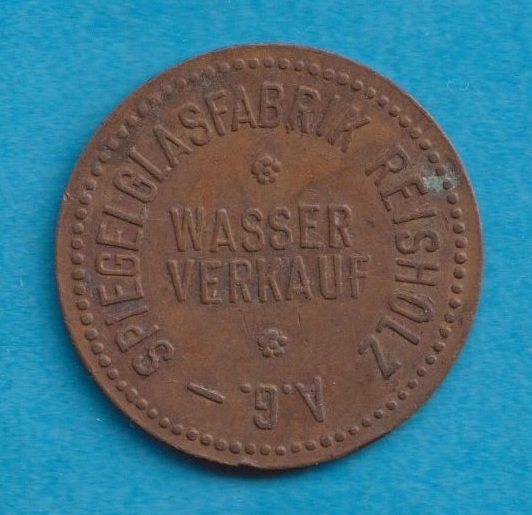 SPIEGELGLASFABRIK REISHOLZ A.G. –
WASSER
VERKAUF